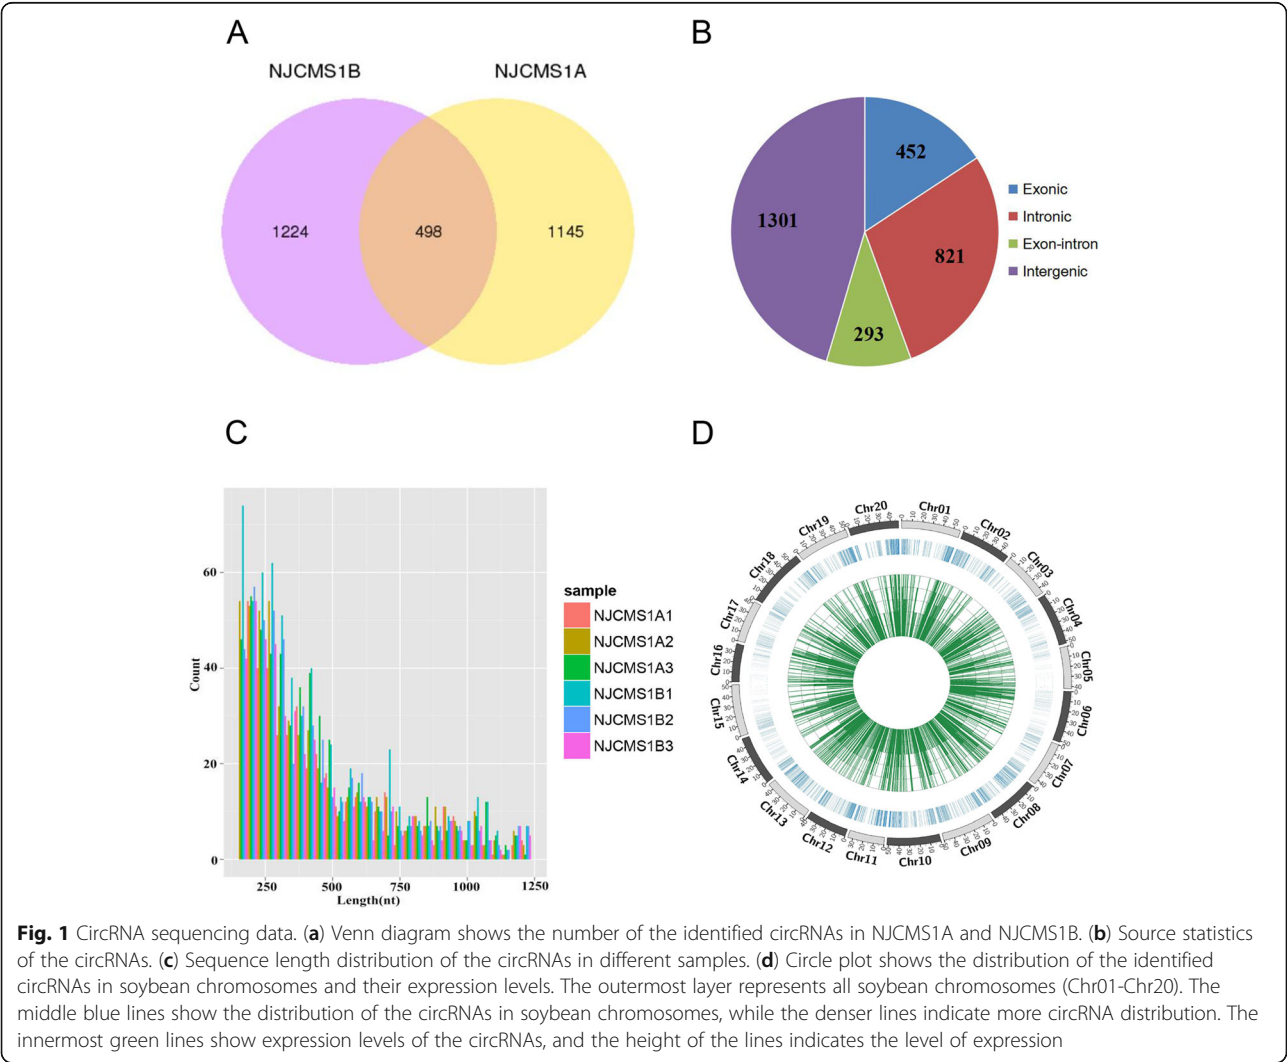 A
B
NJCMS1B
NJCMS1A
1224
498
1145
452
1301
821
293
Exonic
Intronic
Exon-intron
Intergenic
C
D
60
40
20
0
Count
250
500
750
1000
1250
Length(nt)
sample
NJCMS1A1
NJCMS1A2
NJCMS1A3
NJCMS1B1
NJCMS1B2
NJCMS1B3
Chr01
Chr02
Chr03
Chr04
Chr05
Chr06
Chr07
Chr08
Chr09
Chr10
Chr11
Chr12
Chr13
Chr14
Chr15
Chr16
Chr17
Chr18
Chr19
Chr20
Fig. 1 CircRNA sequencing data. (a) Venn diagram shows the number of the identified circRNAs in NJCMS1A and NJCMS1B. (b) Source statistics
of the circRNAs. (c) Sequence length distribution of the circRNAs in different samples. (d) Circle plot shows the distribution of the identified
circRNAs in soybean chromosomes and their expression levels. The outermost layer represents all soybean chromosomes (Chr01-Chr20). The
middle blue lines show the distribution of the circRNAs in soybean chromosomes, while the denser lines indicate more circRNA distribution. The
innermost green lines show expression levels of the circRNAs, and the height of the lines indicates the level of expression